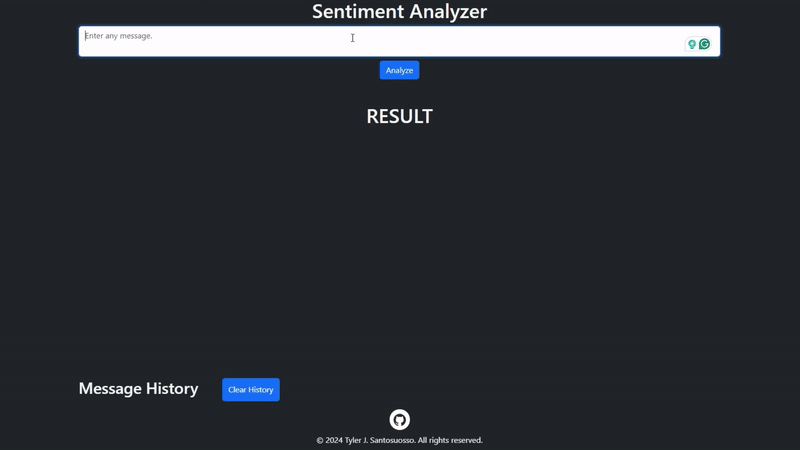 Sentiment Analyzer
Enter any message.
Analyze
RESULT
Message History
Clear History
© 2024 Tyler J. Santosuosso. All rights reserved.